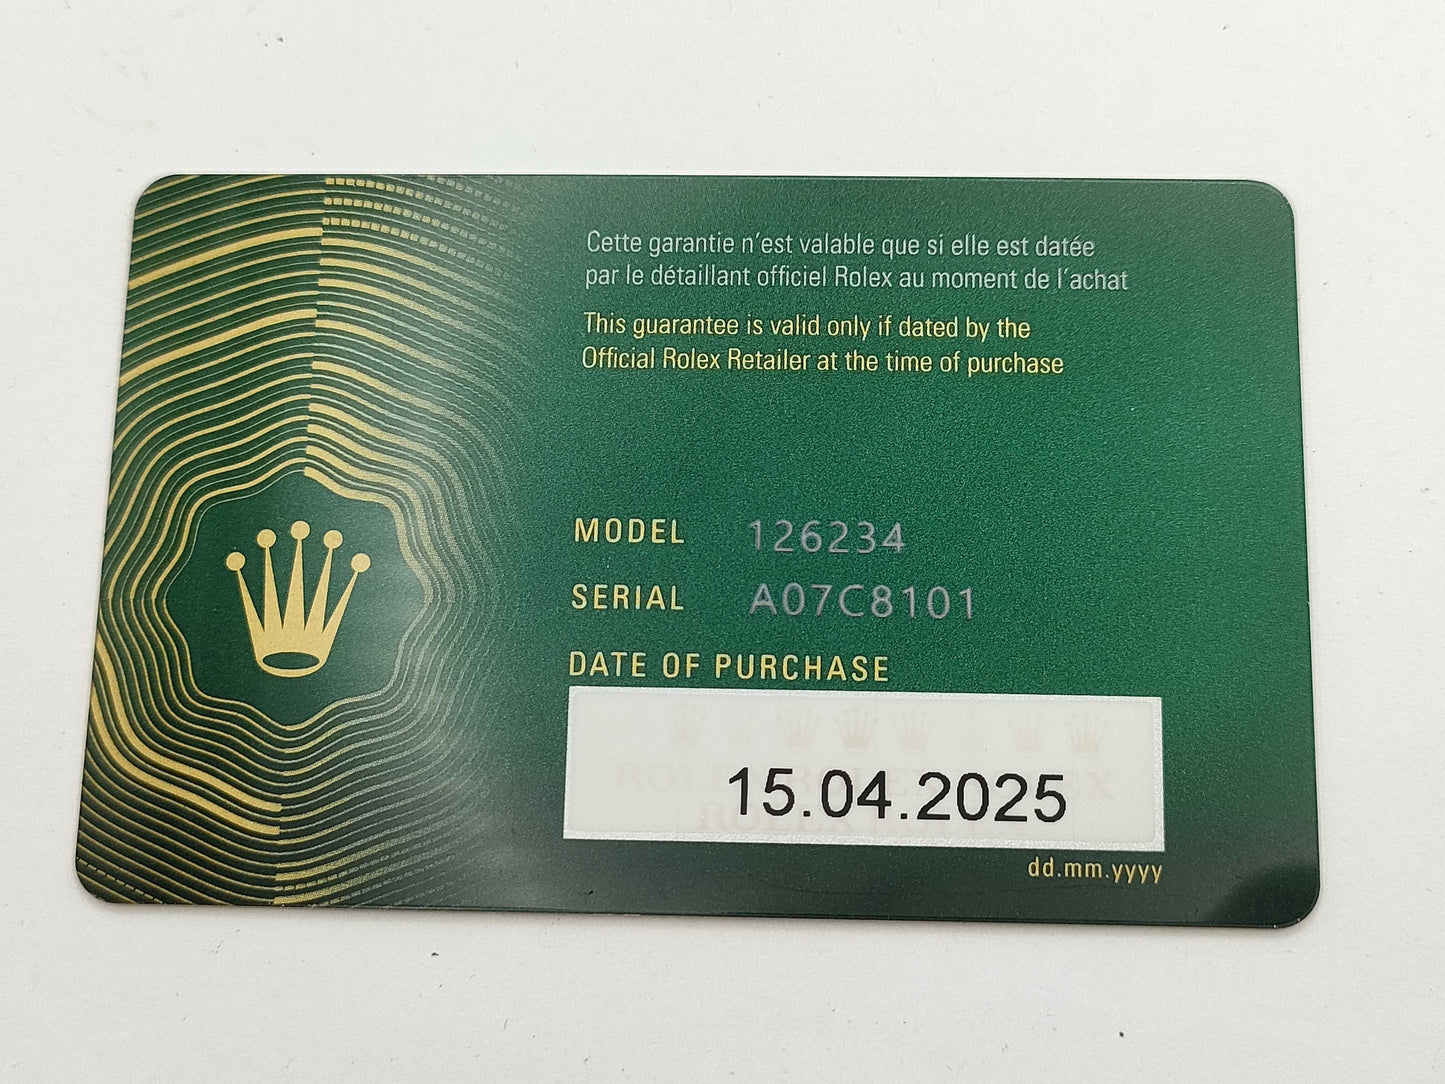 Cette garantie n'est valable que si elle est datée
par le détaillant officiel Rolex au moment de l'achat
This guarantee is valid only if dated by the
Official Rolex Retailer at the time of purchase
MODEL 126234
SERIAL A07C8101
DATE OF PURCHASE
15.04.2025
dd.mm.yyyy